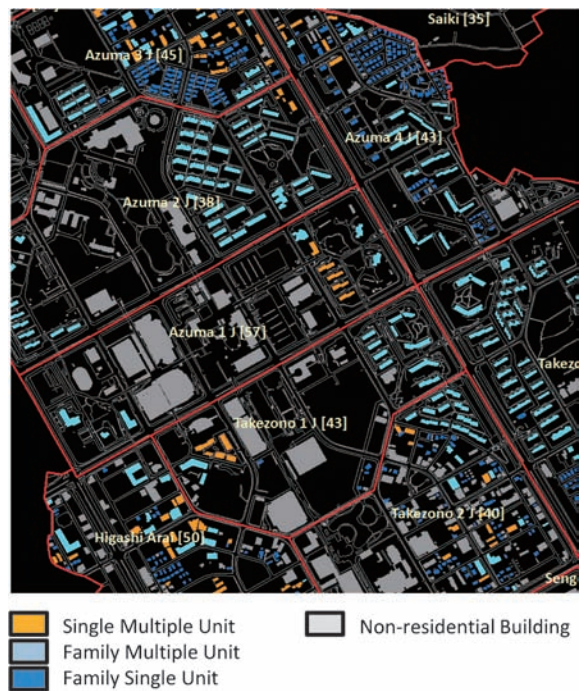 Saiki [35]
Azuma 3 J [45]
Azuma 4 J [43]
Azuma 2 J [38]
Azuma 1 J [57]
Takezo
Takezono 1 J [43]
Takezono 2 J [40]
Higashi Arai [50]
Seng
Single Multiple Unit
Non-residential Building
Family Multiple Unit
Family Single Unit